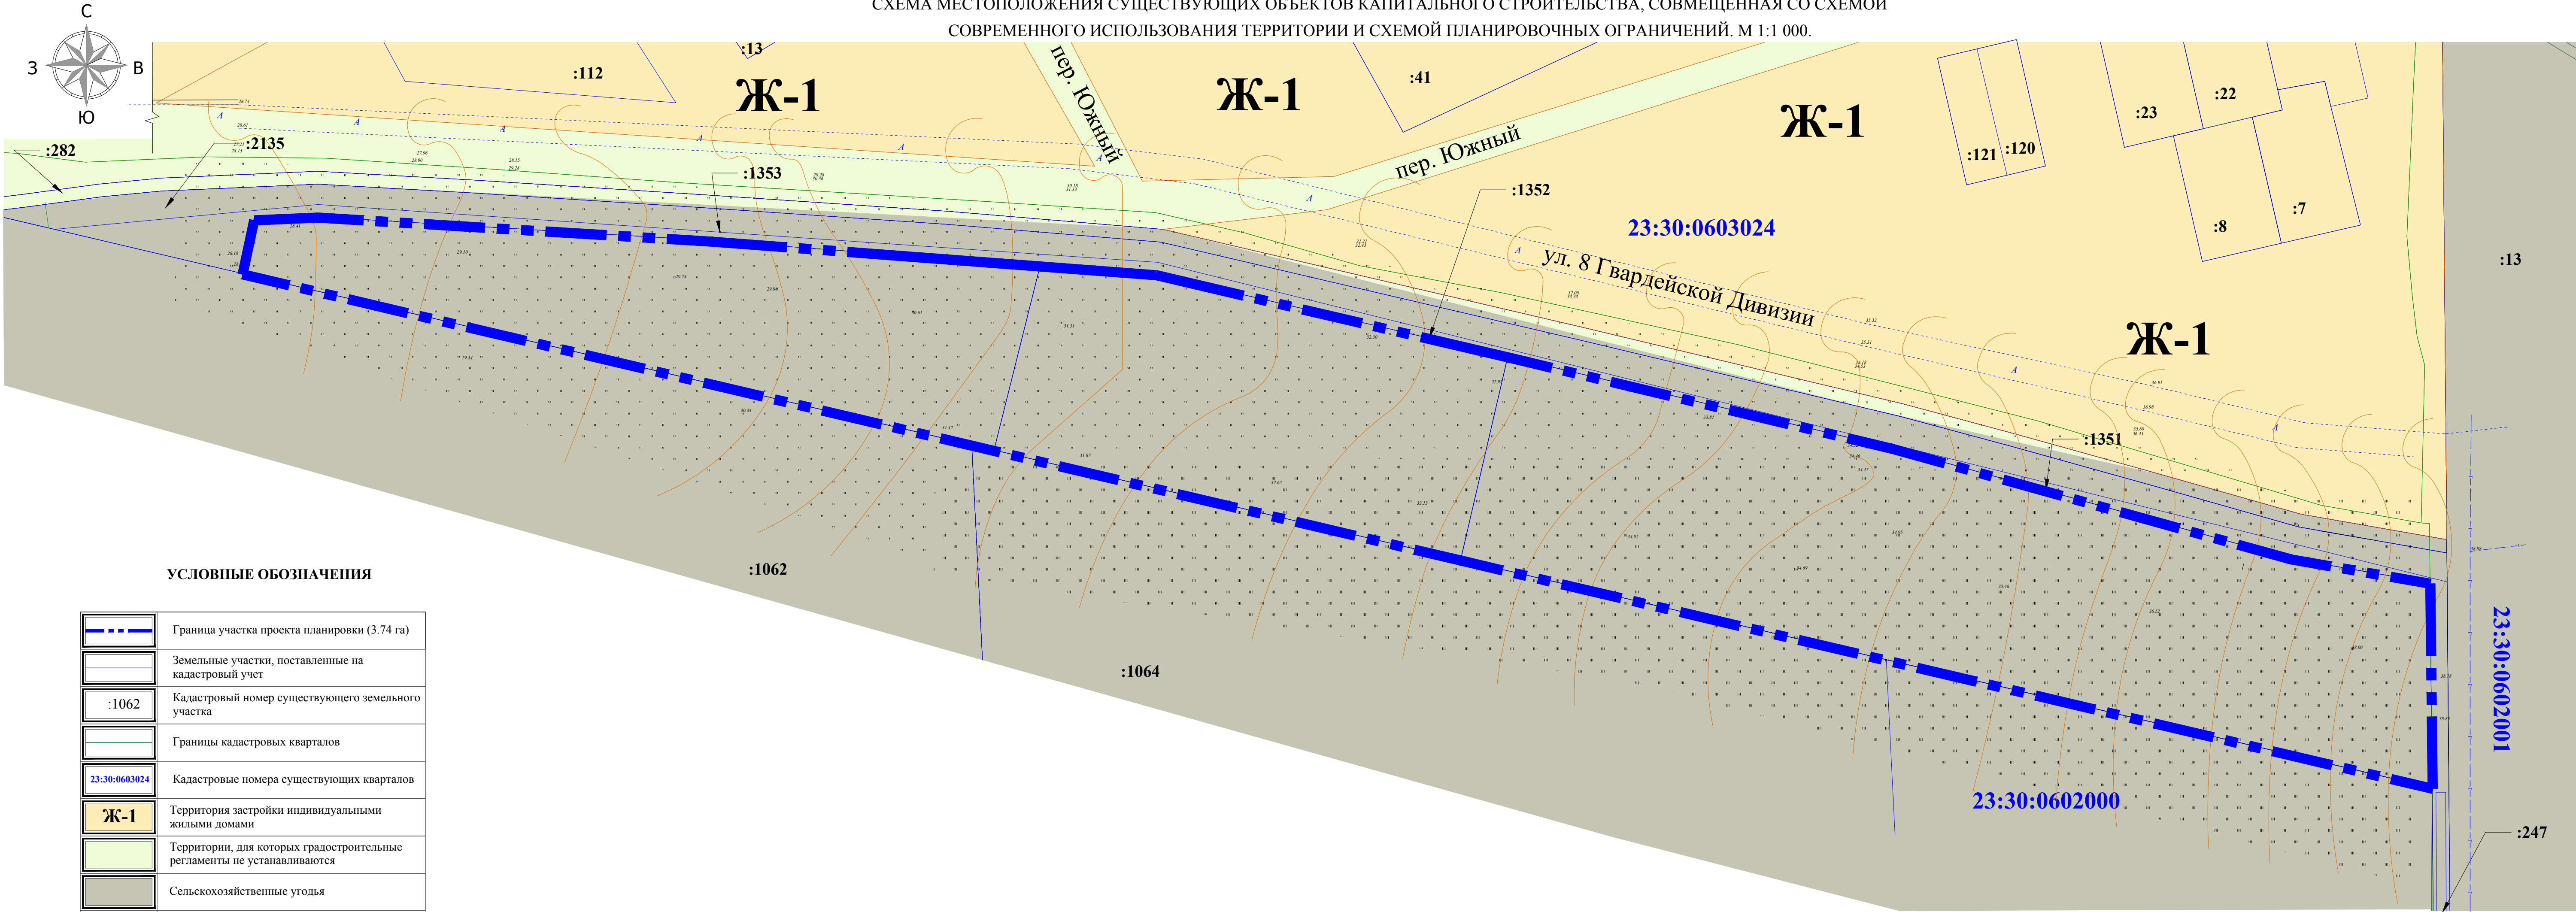 СХЕМА МЕСТОПОЛОЖЕНИЯ СУЩЕСТВУЮЩИХ ОБЪЕКТОВ КАПИТАЛЬНОГО СТРОИТЕЛЬСТВА, СОВМЕЩЕННАЯ СО СХЕМОЙ
СОВРЕМЕННОГО ИСПОЛЬЗОВАНИЯ ТЕРРИТОРИИ И СХЕМОЙ ПЛАНИРОВОЧНЫХ ОГРАНИЧЕНИЙ. М 1:1 000.
С
З
В
Ю
:13
:112
Ж-1
пер. Южный
Ж-1
:41
пер. Южный
Ж-1
:121
:120
:23
:22
:8
:7
:13
:282
:2135
:1353
:1352
23:30:0603024
ул. 8 Гвардейской Дивизии
Ж-1
:1351
:1062
:1064
23:30:0602001
23:30:0602000
:247
УСЛОВНЫЕ ОБОЗНАЧЕНИЯ
Граница участка проекта планировки (3.74 га)
Земельные участки, поставленные на
кадастровый учет
:1062
Кадастровый номер существующего земельного
участка
Границы кадастровых кварталов
23:30:0603024
Кадастровые номера существующих кварталов
Ж-1
Территория застройки индивидуальными
жилыми домами
Территории, для которых градостроительные
регламенты не устанавливаются
Сельскохозяйственные угодья